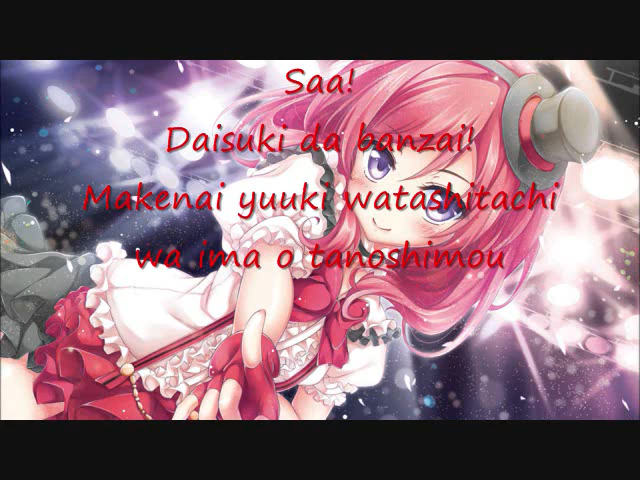 Saa!
Daisuki da banzai!
Makenai yuuki watashitachi
wa ima o tanoshimou